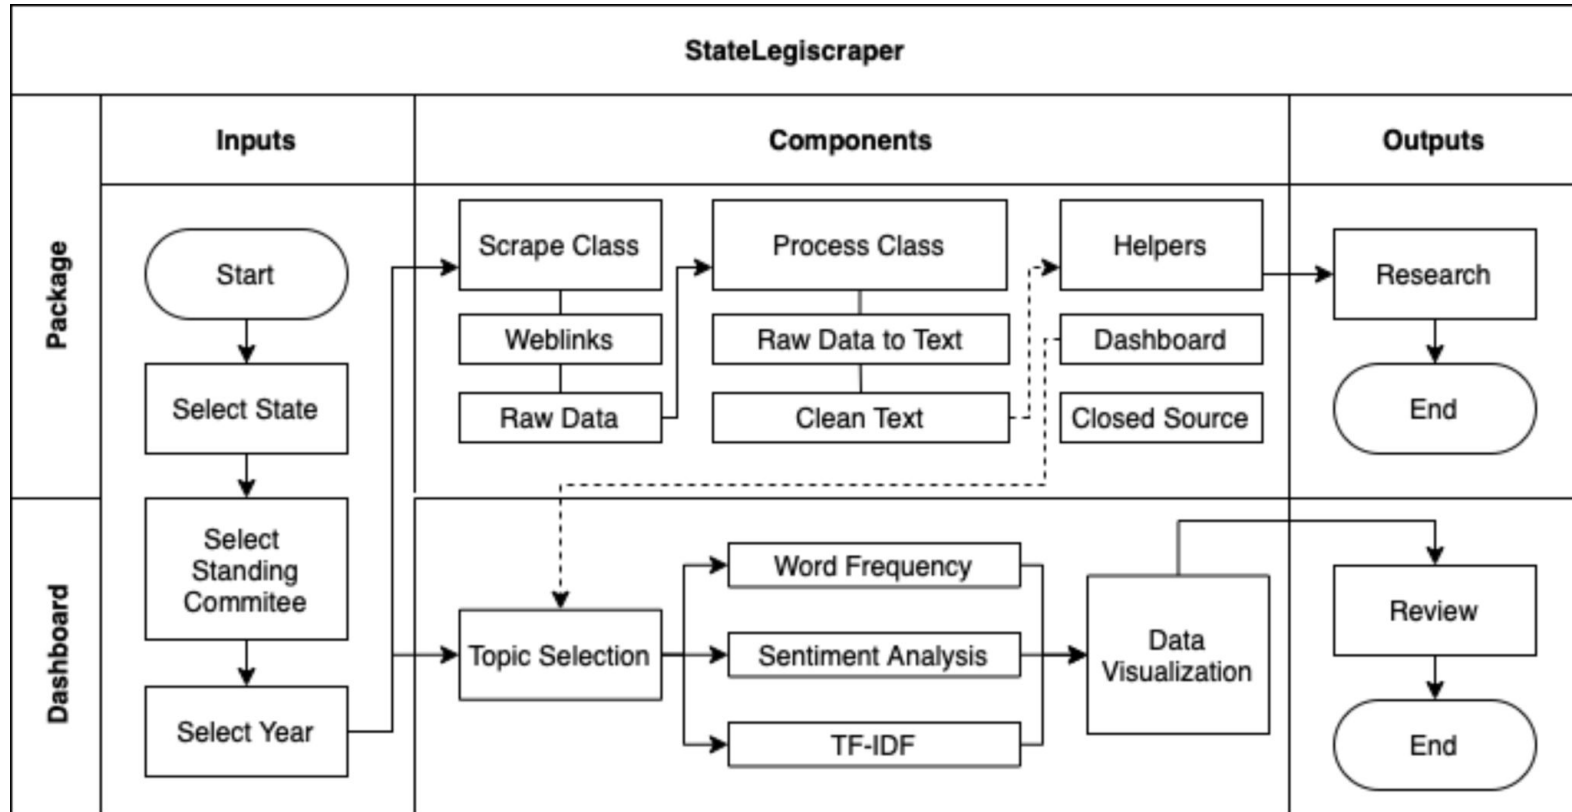 StateLegiscraper
Inputs
Components
Outputs
Package
Start
Select State
Select
Standing
Commitee
Select Year
Scrape Class
Weblinks
Raw Data
Process Class
Raw Data to Text
Clean Text
Helpers
Dashboard
Closed Source
Research
End
Dashboard
Topic Selection
Word Frequency
Sentiment Analysis
TF-IDF
Data
Visualization
Review
End